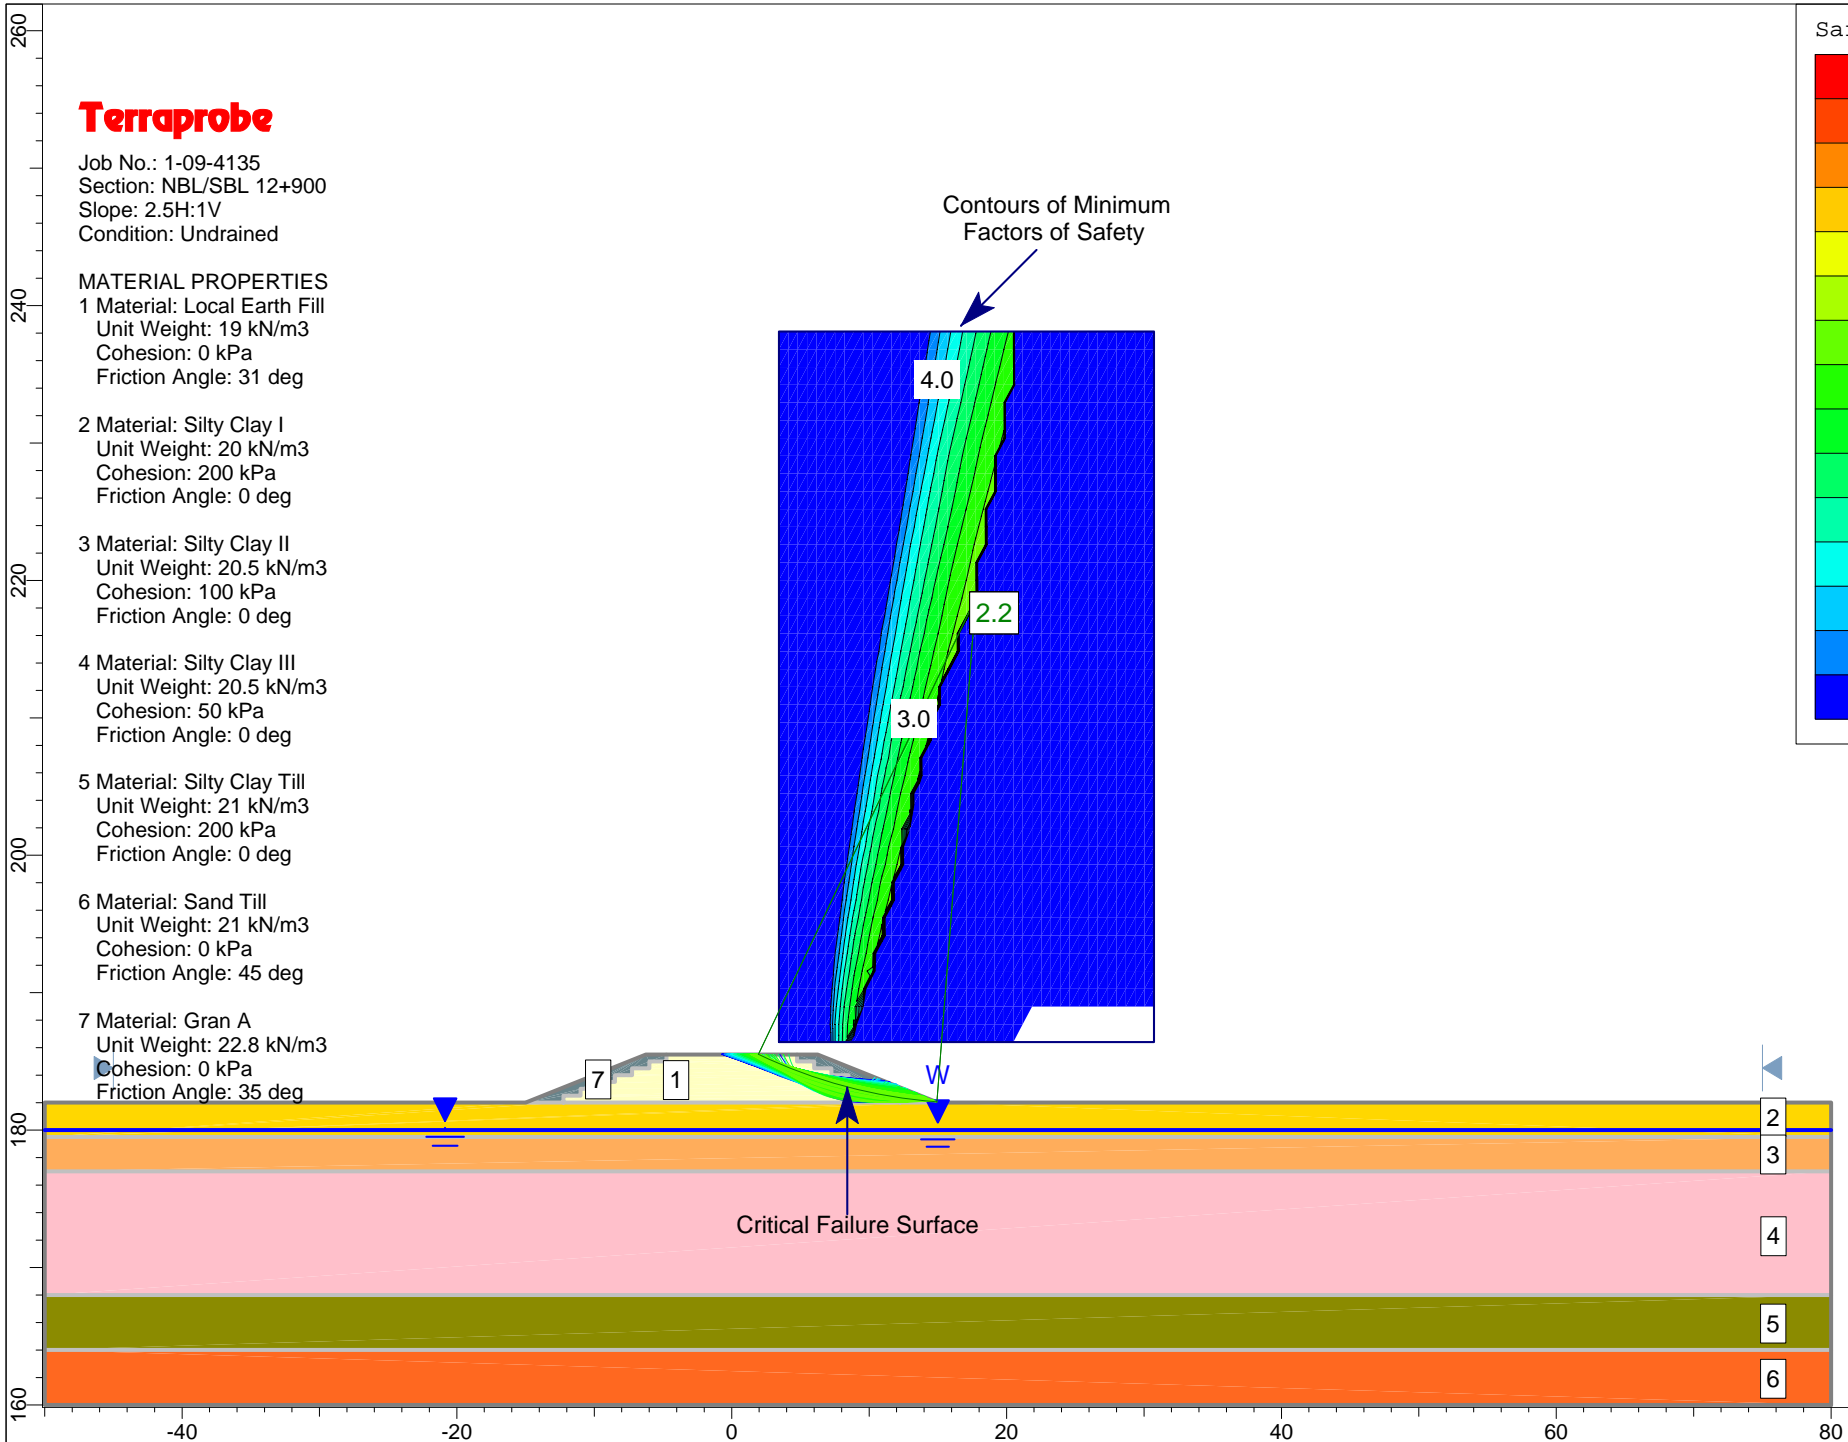 Terraprobe
Job No.: 1-09-4135
Section: NBL/SBL 12+900
Slope: 2.5H:1V
Condition: Undrained
MATERIAL PROPERTIES
1 Material: Local Earth Fill
Unit Weight: 19 kN/m3
Cohesion: 0 kPa
Friction Angle: 31 deg
2 Material: Silty Clay I
Unit Weight: 20 kN/m3
Cohesion: 200 kPa
Friction Angle: 0 deg
3 Material: Silty Clay II
Unit Weight: 20.5 kN/m3
Cohesion: 100 kPa
Friction Angle: 0 deg
4 Material: Silty Clay III
Unit Weight: 20.5 kN/m3
Cohesion: 50 kPa
Friction Angle: 0 deg
5 Material: Silty Clay Till
Unit Weight: 21 kN/m3
Cohesion: 200 kPa
Friction Angle: 0 deg
6 Material: Sand Till
Unit Weight: 21 kN/m3
Cohesion: 0 kPa
Friction Angle: 45 deg
7 Material: Gran A
Unit Weight: 22.8 kN/m3
Cohesion: 0 kPa
Friction Angle: 35 deg
Contours of Minimum
Factors of Safety
4.0
2.2
3.0
W
7
1
Critical Failure Surface
2
3
4
5
6
260
240
220
200
180
160
-40
-20
0
20
40
60
80